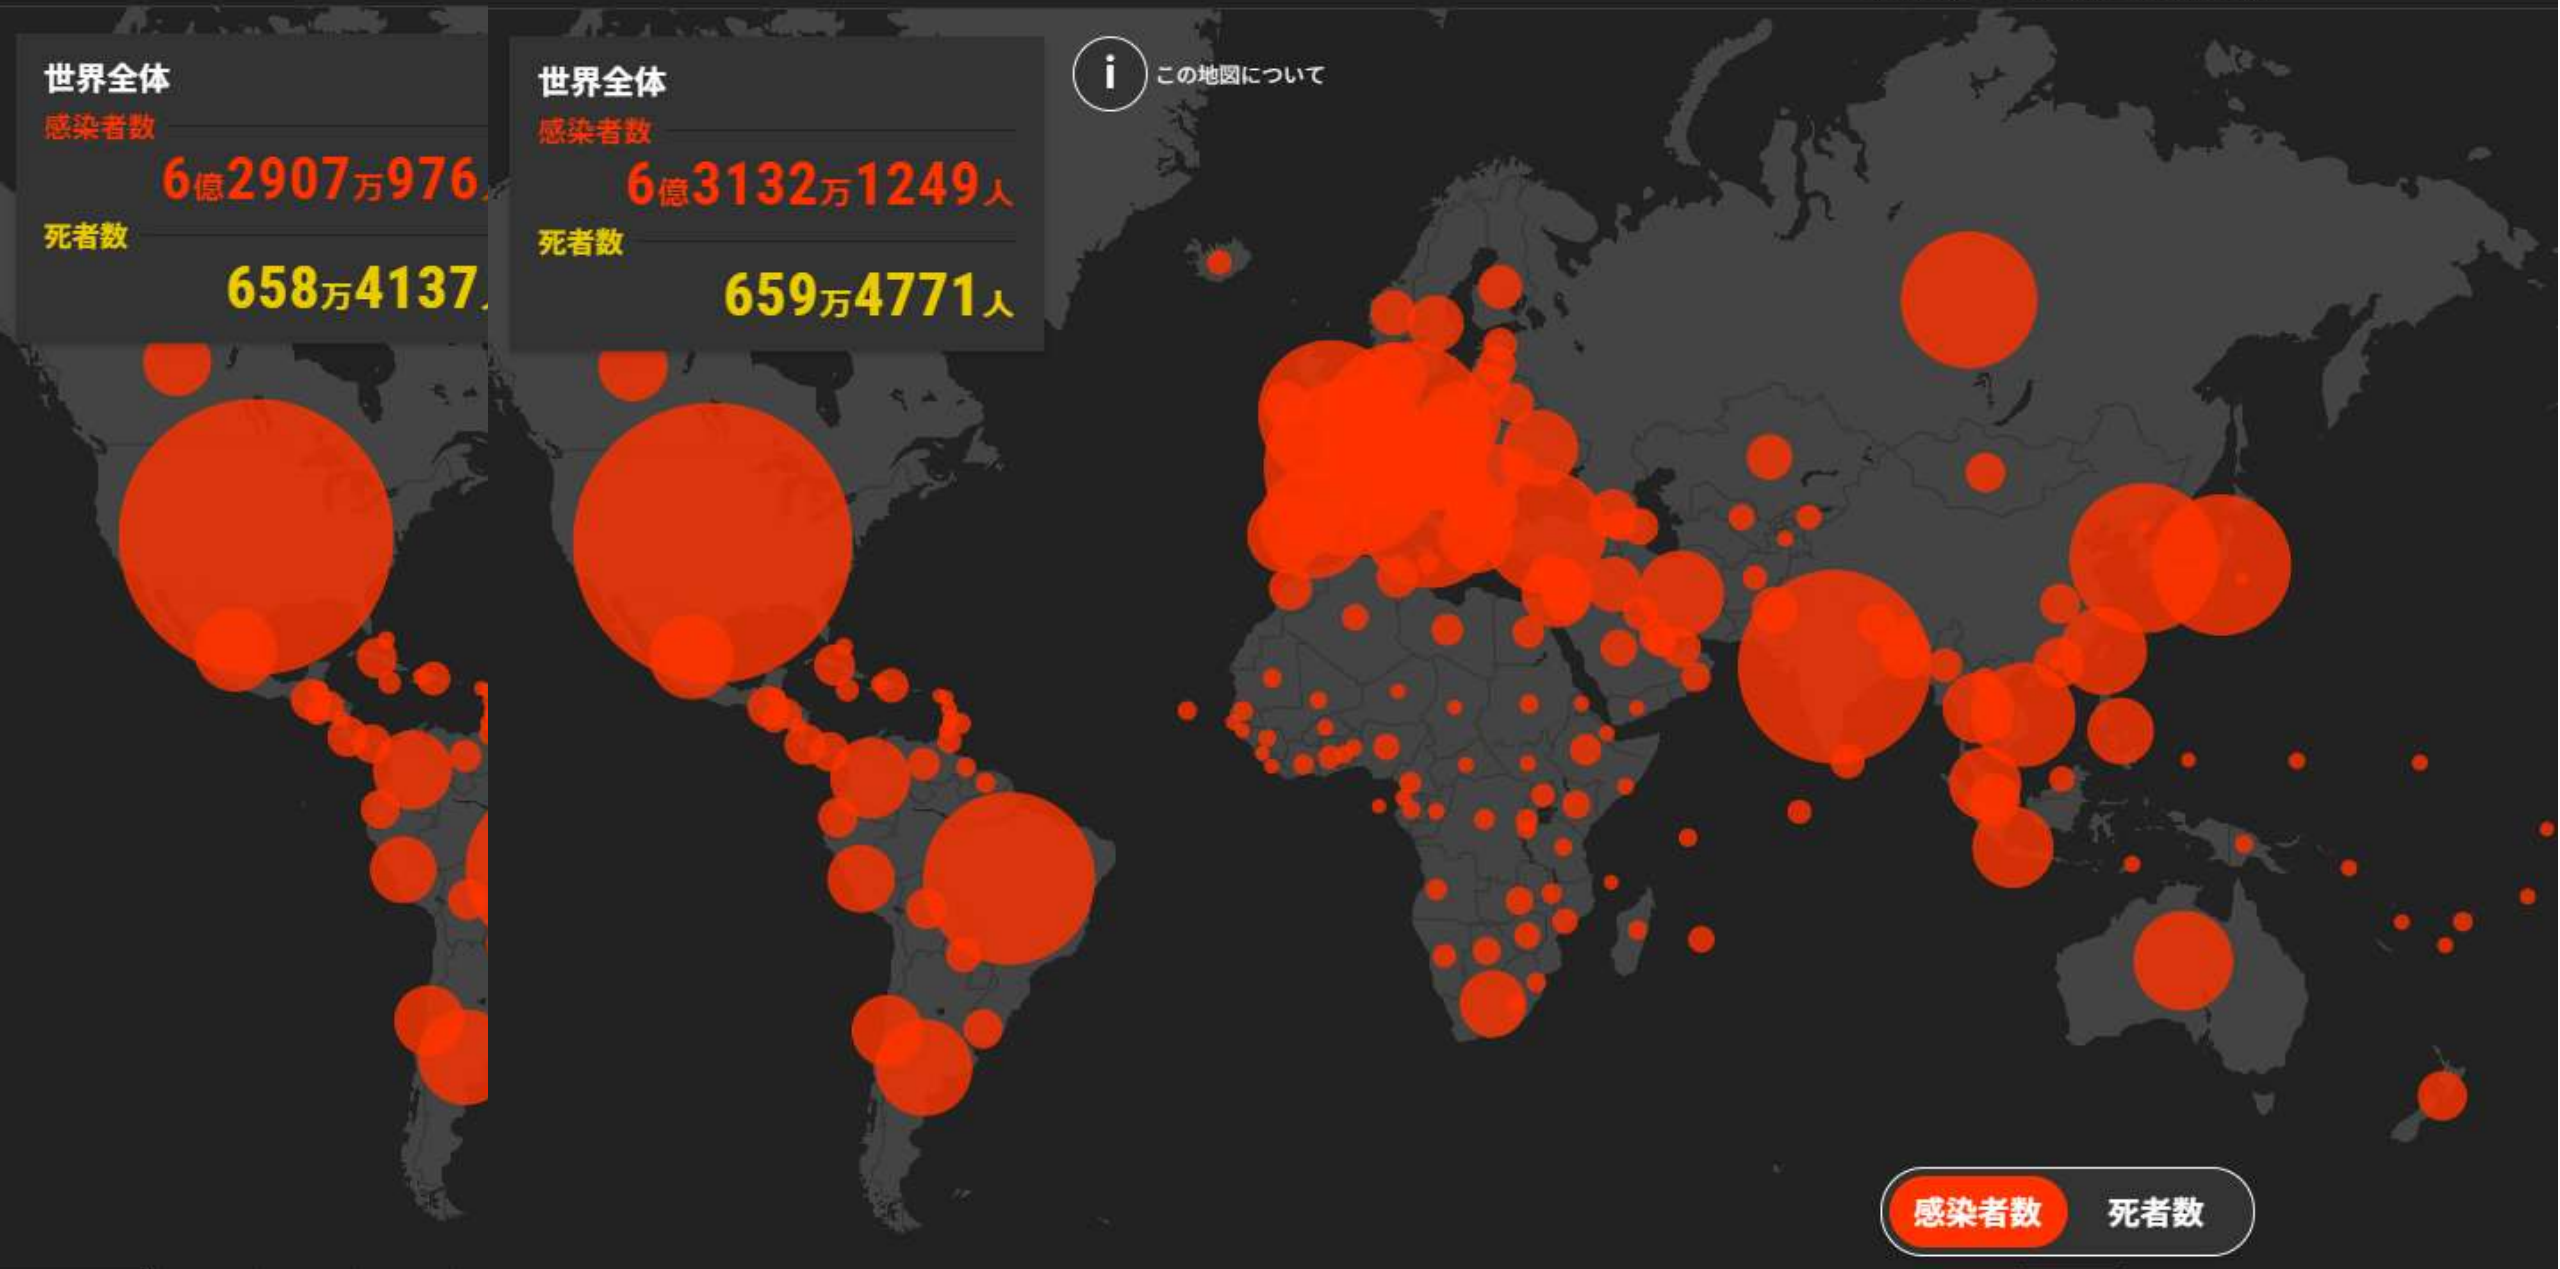 世界全体
感染者数
6億2907万976
死者数
658万4137
世界全体
感染者数
6億3132万1249人
死者数
659万4771人
i この地図について
感染者数 死者数